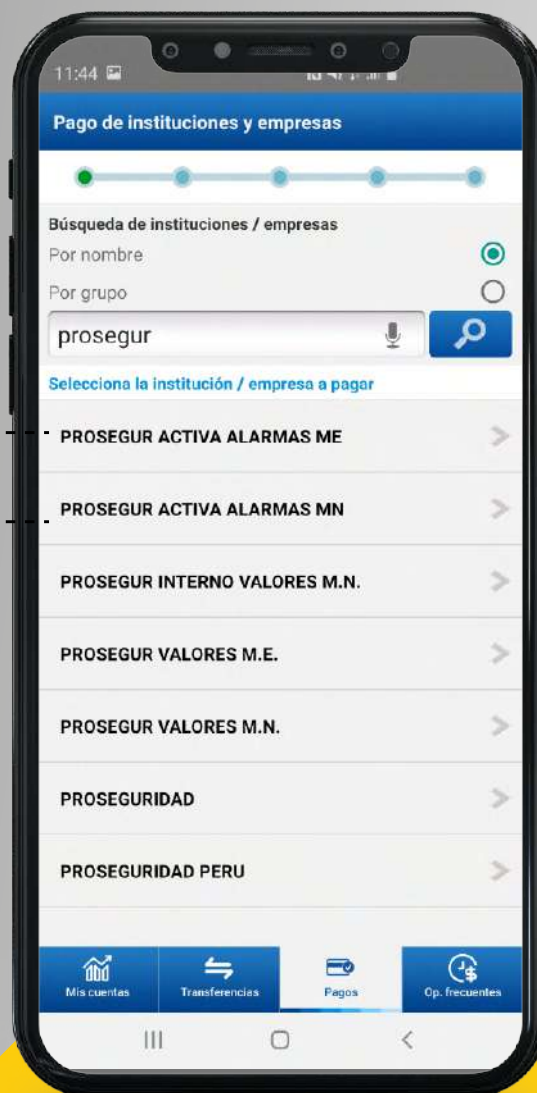 11:44
Pago de instituciones y empresas
Búsqueda de instituciones / empresas
Por nombre
Por grupo
prosegur
Selecciona la institución / empresa a pagar
PROSEGUR ACTIVA ALARMAS ME
PROSEGUR ACTIVA ALARMAS MN
PROSEGUR INTERNO VALORES M.N.
PROSEGUR VALORES M.E.
PROSEGUR VALORES M.N.
PROSEGURIDAD
PROSEGURIDAD PERU
Mis cuentas Transferencias Pagos Op. frecuentes